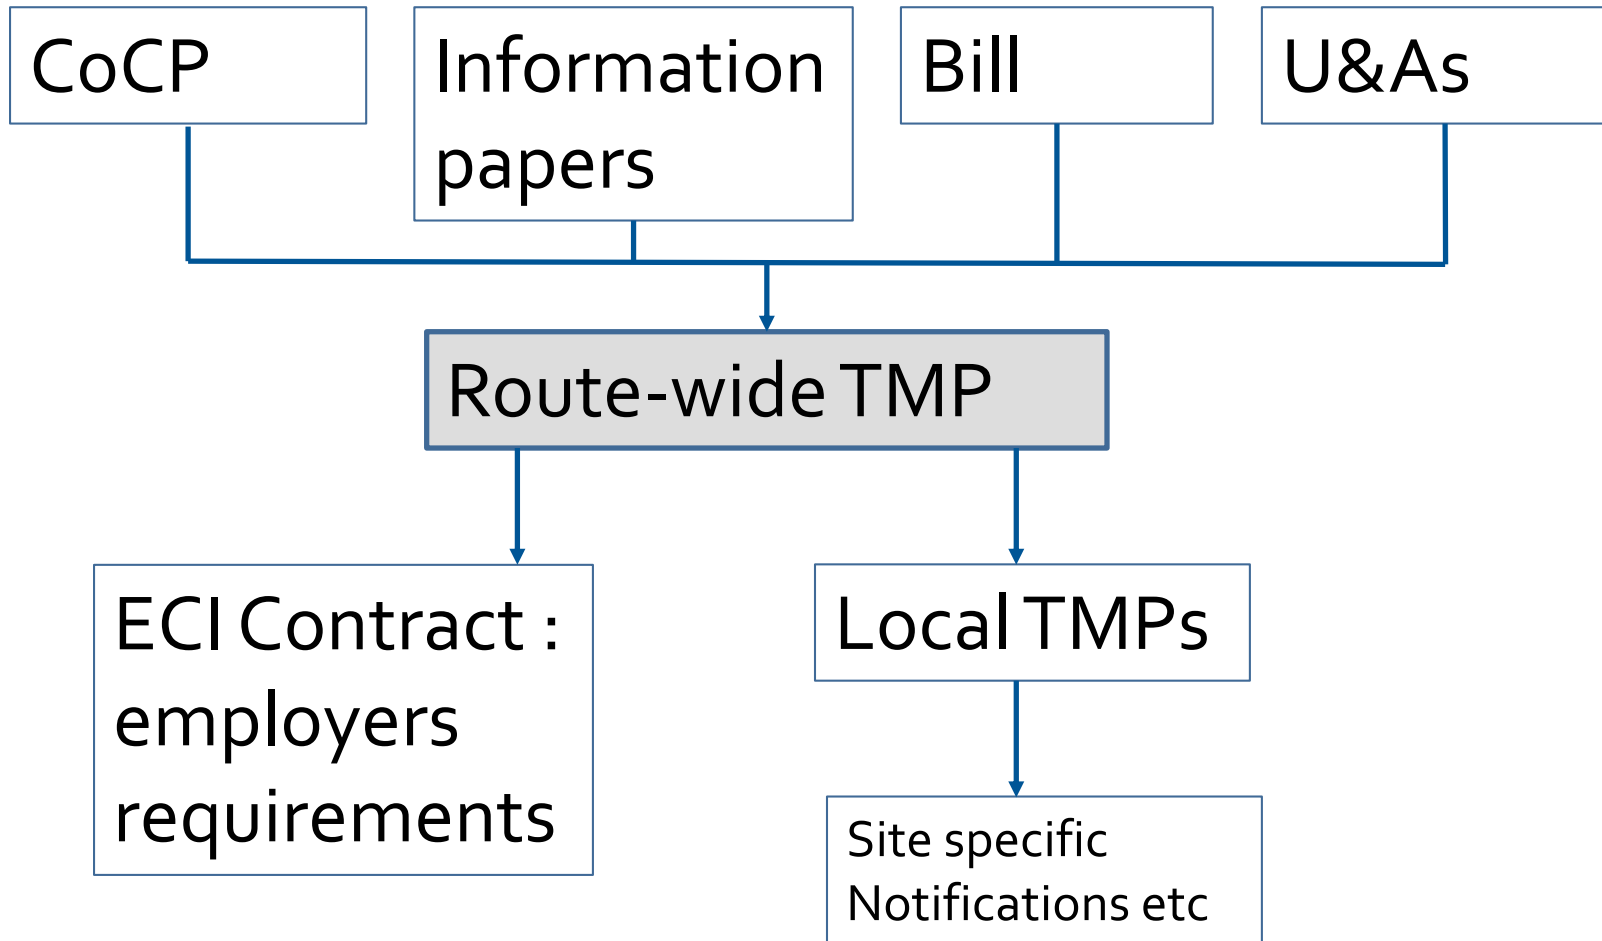 CoCP
Information
papers
Bill
U&As
Route-wide TMP
ECI Contract :
employers
requirements
Local TMPs
Site specific
Notifications etc